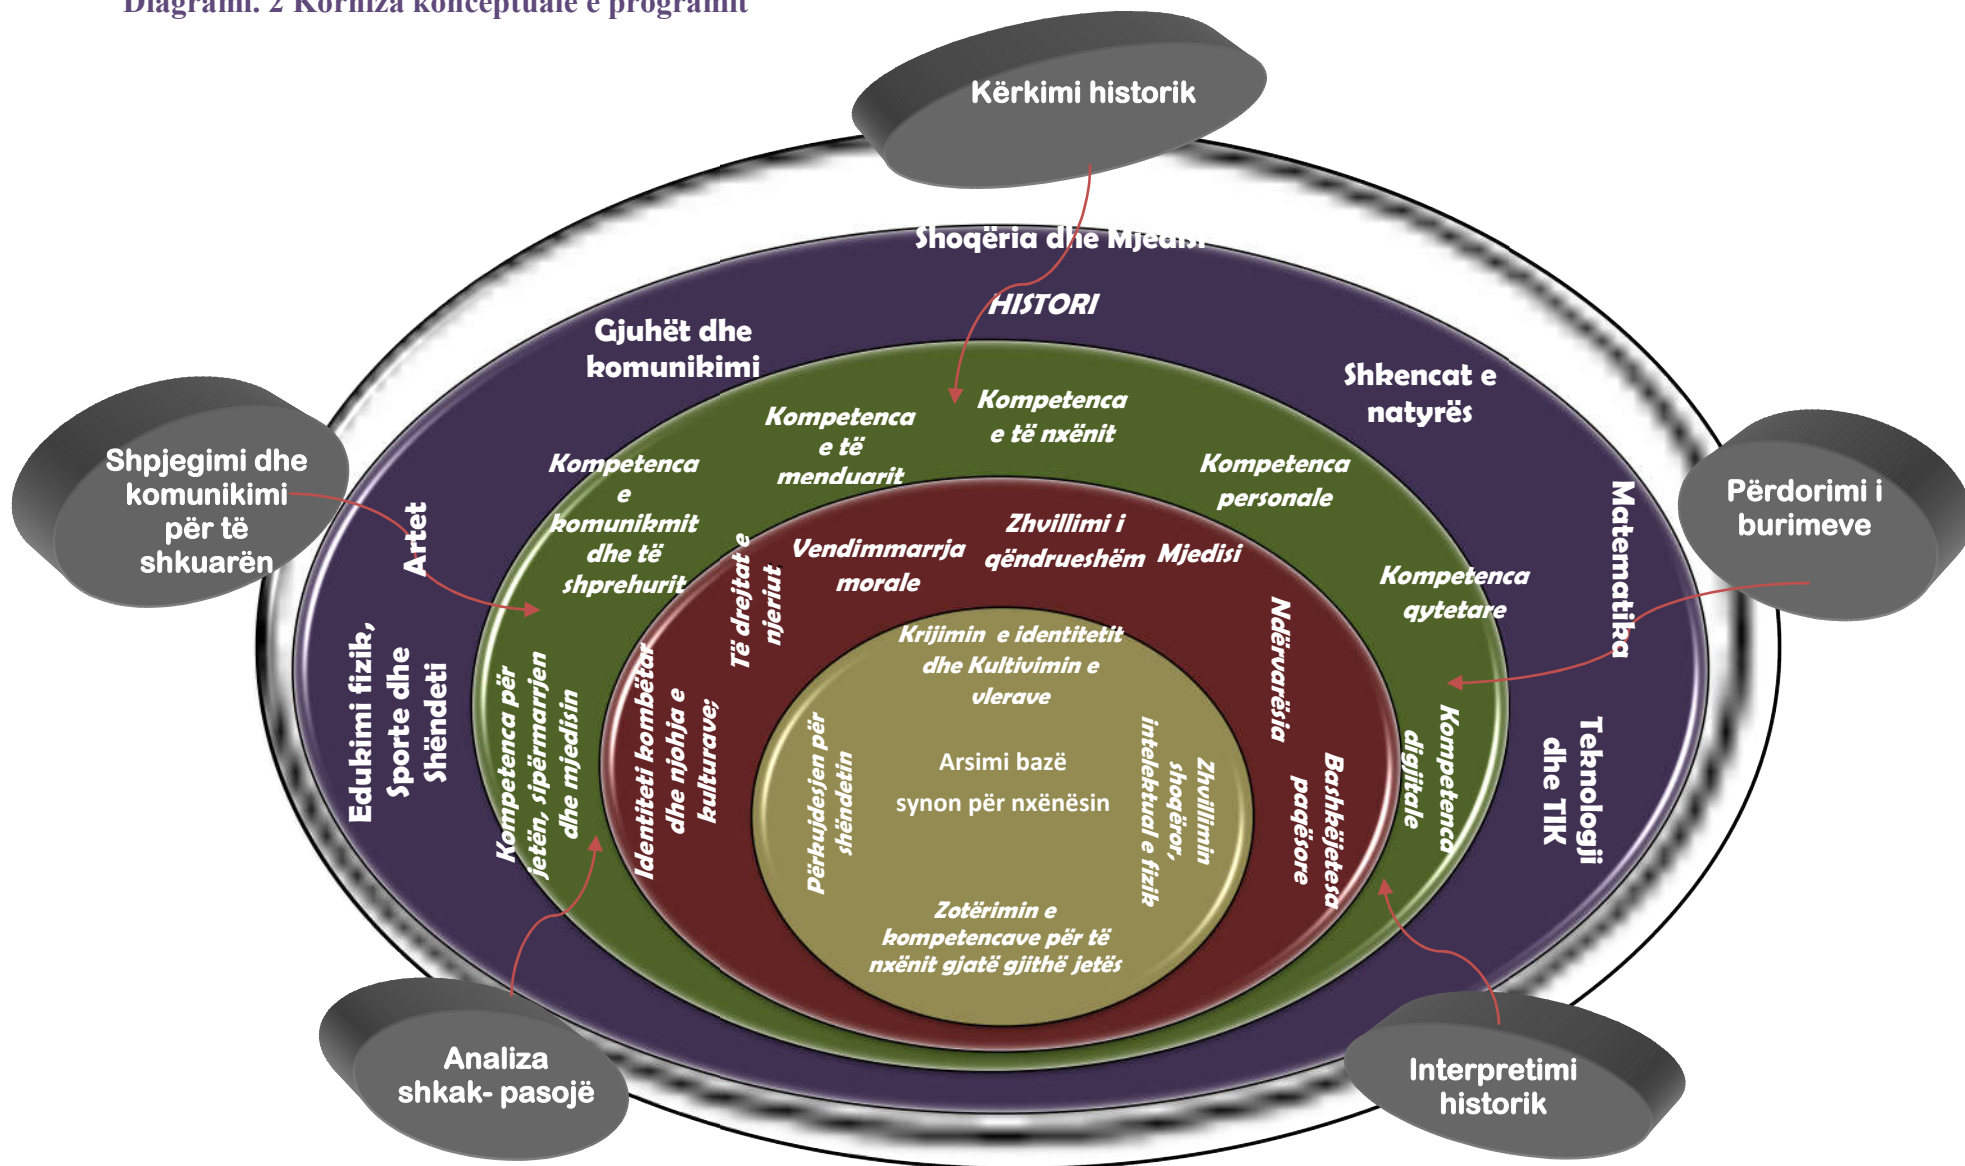 Diagrami. 2 Korniza konceptuale e programit
Kërkimi historik
Shoqëria dhe Mjedisi
HISTORI
Gjuhët dhe
komunikimi
Shkencat e
natyrës
Shpjegimi dhe
komunikimi
për të
shkuarën
Artet
Edukimi fizik,
Sporte dhe
Shëndeti
Matematika
Teknologji
dhe TIK
Përdorimi i
burimeve
Kompetenca
e të
menduarit
Kompetenca
e të nxënit
Kompetenca
personale
Kompetenca
e
komunikmit
dhe të
shprehurit
Kompetenca
qytetare
Kompetenca për
jetën, sipërmarrjen
dhe mjedisin
Kompetenca
digjitale
Të drejtat e
njeriut
Vendimmarrja
morale
Zhvillimi i
qëndrueshëm
Mjedisi
Ndërvarësia
Identiteti kombëtar
dhe njohja e
kulturave;
Bashkëjetesa
paqësore
Krijimin e identitetit
dhe Kultivimin e
vlerave
Përkujdesjen për
shëndetin
Arsimi bazë
synon për nxënësin
Zhvillimin
shoqëror,
intelektual e fizik
Zotërimin e
kompetencave për të
nxënit gjatë gjithë jetës
Analiza
shkak- pasojë
Interpretimi
historik